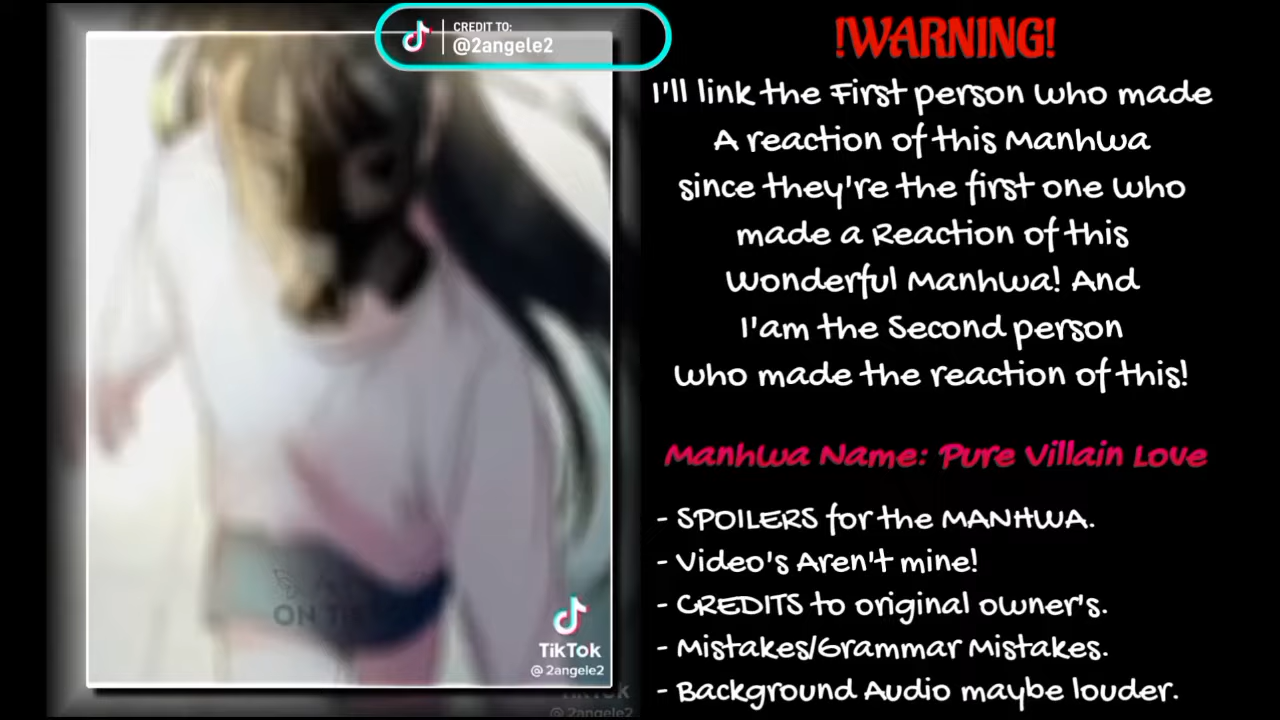 CREDIT TO:
@2angele2
!WARNING!
I'll link the First person who made
A reaction of this Manhwa
since they're the first one who
made a Reaction of this
Wonderful Manhwa! And
I'am the Second person
who made the reaction of this!
Manhwa Name: Pure Villain Love
- SPOILERS for the MANHWA.
- Video's Aren't mine!
- CREDITS to original owner's.
- Mistakes/Grammar Mistakes.
- Background Audio maybe louder.
ON
TikTok
@2angele2
TikTok
@2angele2